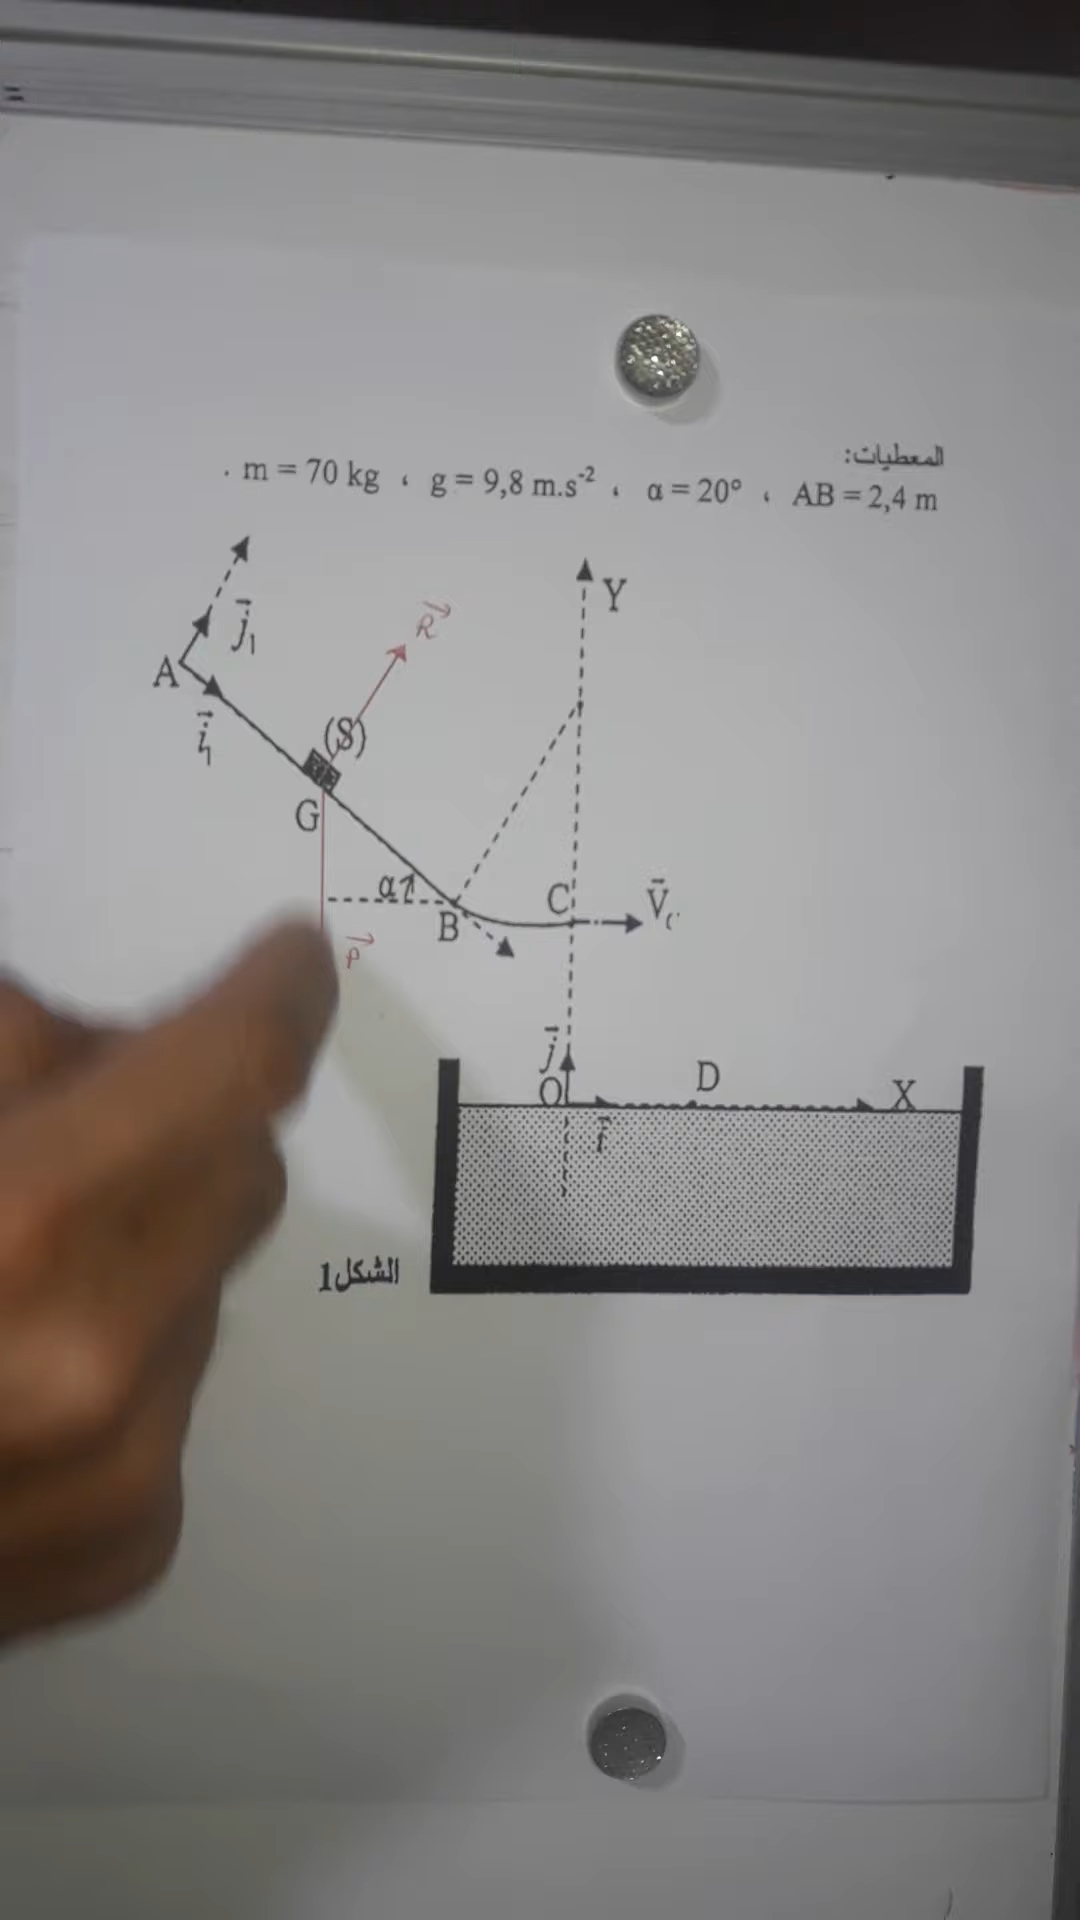 المعطيات:
. m = 70 kg ، g = 9,8 m.s⁻² ، α = 20° ، AB = 2,4 m
Y
j₁
R
A
i₁
(S)
G
α
C
V
B
P
j
O
D
X
i
الشكل1